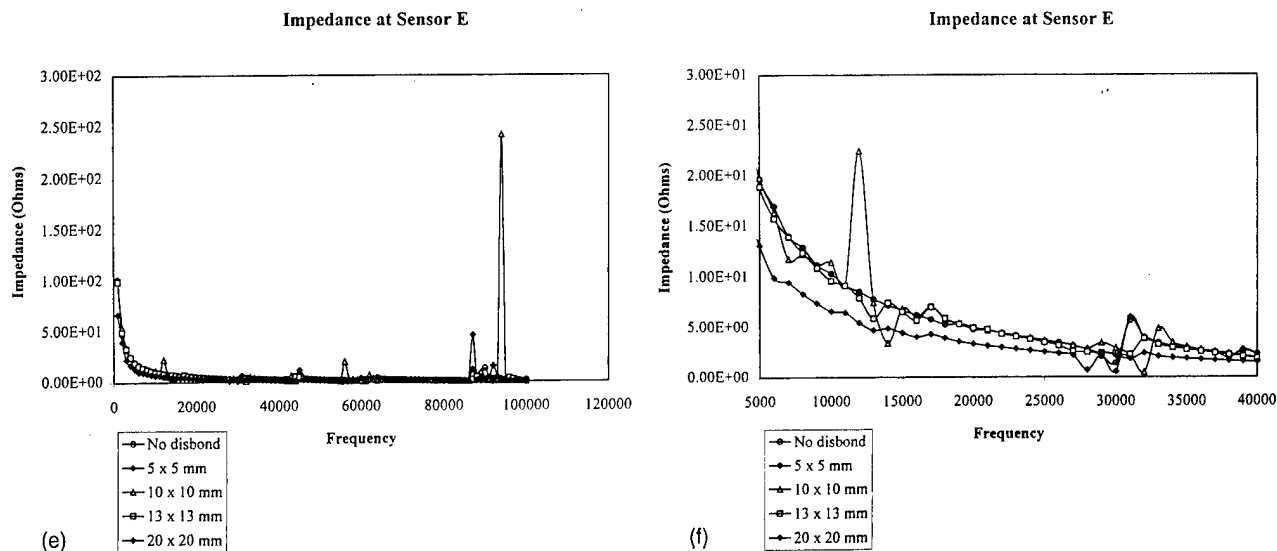 Impedance at Sensor E
3.00E+02
2.50E+02
2.00E+02
1.50E+02
1.00E+02
5.00E+01
0.00E+00
Impedance (Ohms)
0 20000 40000 60000 80000 100000 120000
Frequency
No disbond
5 x 5 mm
10 x 10 mm
13 x 13 mm
20 x 20 mm
(e)
Impedance at Sensor E
3.00E+01
2.50E+01
2.00E+01
1.50E+01
1.00E+01
5.00E+00
0.00E+00
Impedance (Ohms)
5000 10000 15000 20000 25000 30000 35000 40000
Frequency
No disbond
5 x 5 mm
10 x 10 mm
13 x 13 mm
20 x 20 mm
(f)